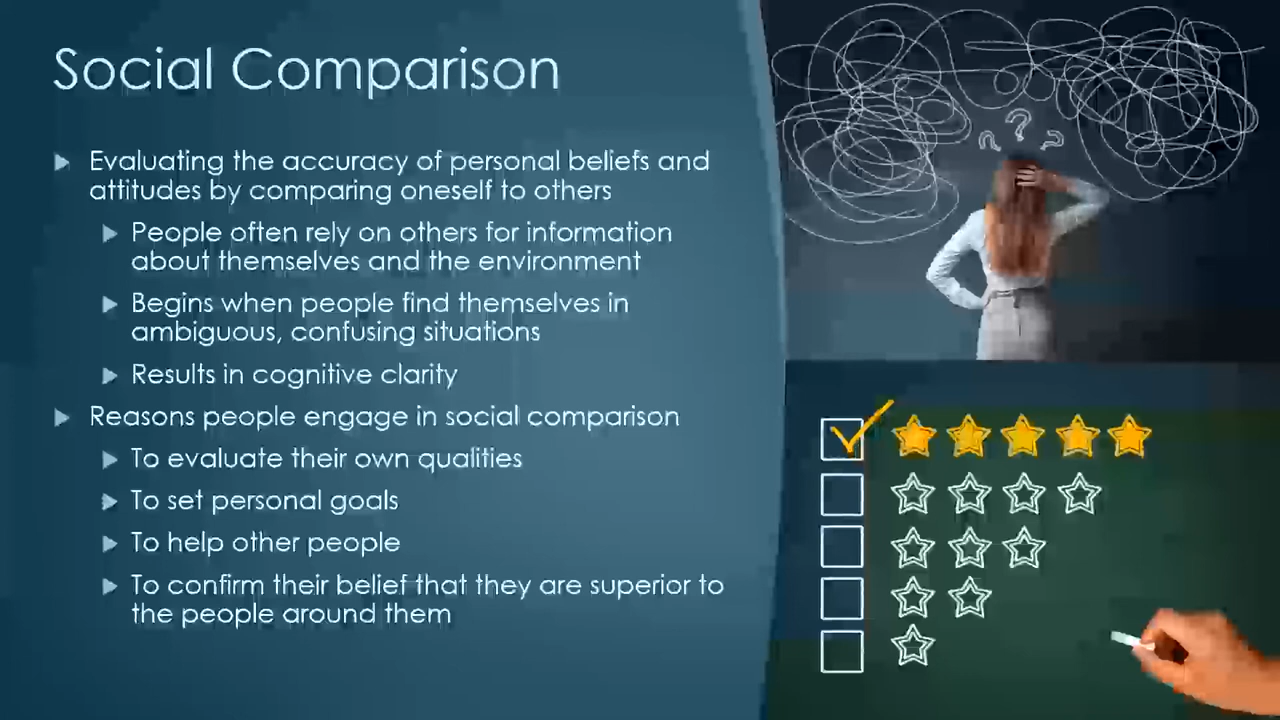 Social Comparison
Evaluating the accuracy of personal beliefs and
attitudes by comparing oneself to others
People often rely on others for information
about themselves and the environment
Begins when people find themselves in
ambiguous, confusing situations
Results in cognitive clarity
Reasons people engage in social comparison
To evaluate their own qualities
To set personal goals
To help other people
To confirm their belief that they are superior to
the people around them
? ? ?